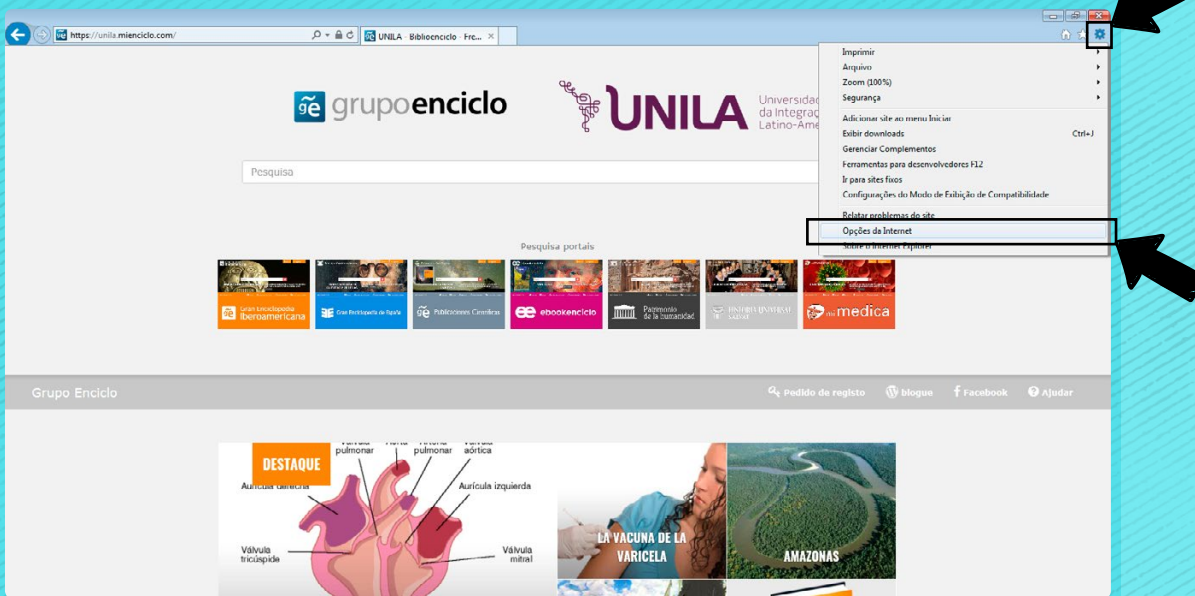 https://unila.mienciclo.com/
UNILA - Biblioenciclo - Fre...
Imprimir
Arquivo
Zoom (100%)
Segurança
Adicionar site ao menu Iniciar
Exibir downloads Ctrl+J
Gerenciar Complementos
Ferramentas para desenvolvedores F12
Ir para sites fixos
Configurações do Modo de Exibição de Compatibilidade
Relatar problemas do site
Opções da Internet
Sobre o Internet Explorer
grupoenciclo
UNILA
Universidad
da Integraç
Latino-Ame
Pesquisa
Pesquisa portais
Gran Enciclopedia
Iberoamericana
Gran Enciclopedia de España
Publicaciones Científicas
ebookenciclo
Patrimonio
de la humanidad
HISTORIA UNIVERSAL
mi medica
Grupo Enciclo
Pedido de registo
blogue
Facebook
Ajudar
DESTAQUE
Válvula
pulmonar
Aorta
Arteria
pulmonar
Válvula
aórtica
Aurícula derecha
Aurícula izquierda
Válvula
tricúspide
Válvula
mitral
LA VACUNA DE LA
VARICELA
AMAZONAS